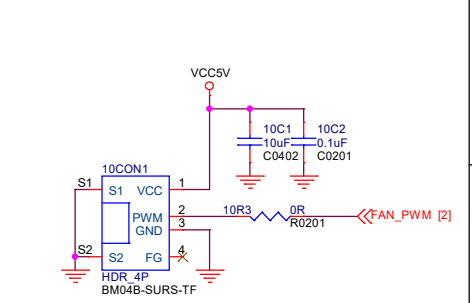 VCC5V
10C1 10C2
10uF 0.1uF
C0402 C0201
10CON1
S1 S1 VCC 1
PWM 2 10R3 0R FAN_PWM [2]
GND 3 R0201
S2 S2 FG 4
HDR_4P
BM04B-SURS-TF